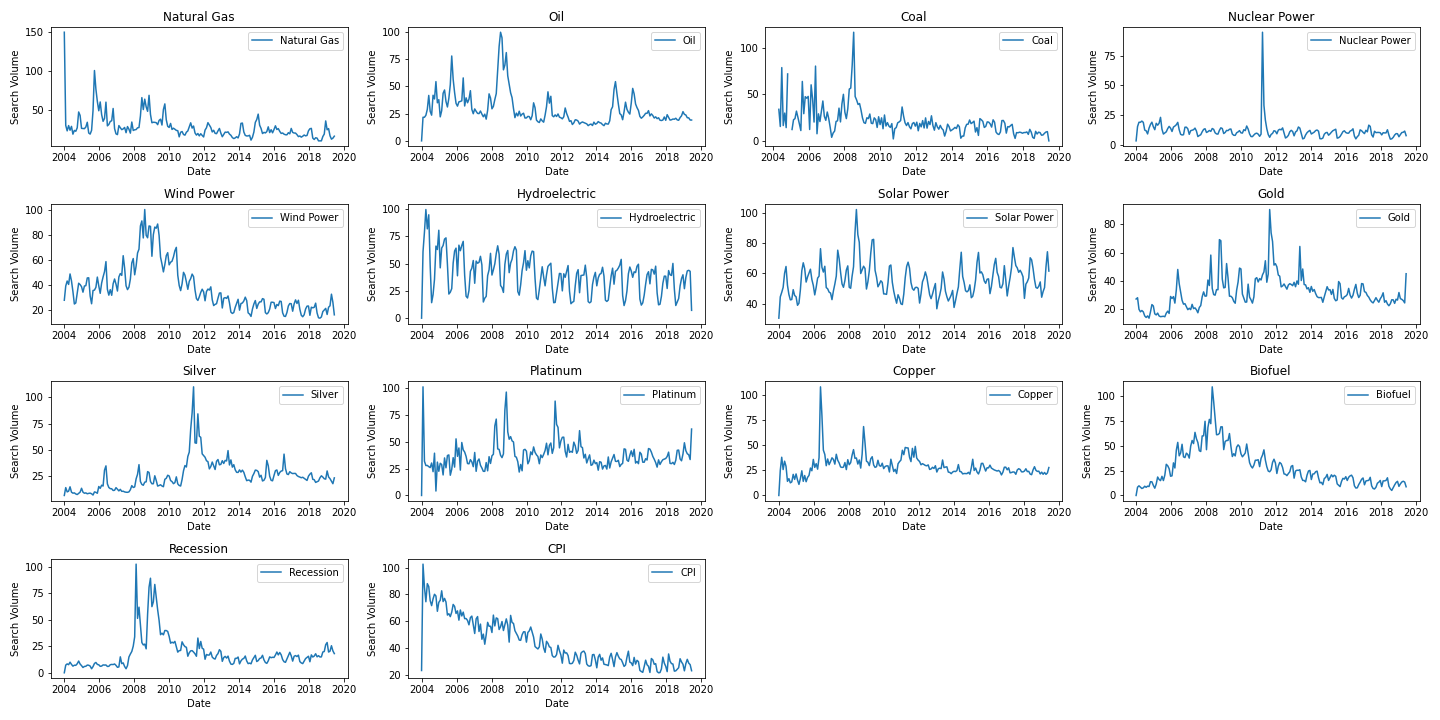 Natural Gas
Search Volume
150
100
50
Natural Gas
2004 2006 2008 2010 2012 2014 2016 2018 2020
Date
Oil
Search Volume
100
75
50
25
0
Oil
2004 2006 2008 2010 2012 2014 2016 2018 2020
Date
Coal
Search Volume
100
50
0
Coal
2004 2006 2008 2010 2012 2014 2016 2018 2020
Date
Nuclear Power
Search Volume
75
50
25
0
Nuclear Power
2004 2006 2008 2010 2012 2014 2016 2018 2020
Date
Wind Power
Search Volume
100
80
60
40
20
Wind Power
2004 2006 2008 2010 2012 2014 2016 2018 2020
Date
Hydroelectric
Search Volume
100
75
50
25
0
Hydroelectric
2004 2006 2008 2010 2012 2014 2016 2018 2020
Date
Solar Power
Search Volume
100
80
60
40
Solar Power
2004 2006 2008 2010 2012 2014 2016 2018 2020
Date
Gold
Search Volume
80
60
40
20
Gold
2004 2006 2008 2010 2012 2014 2016 2018 2020
Date
Silver
Search Volume
100
75
50
25
Silver
2004 2006 2008 2010 2012 2014 2016 2018 2020
Date
Platinum
Search Volume
100
75
50
25
0
Platinum
2004 2006 2008 2010 2012 2014 2016 2018 2020
Date
Copper
Search Volume
100
75
50
25
0
Copper
2004 2006 2008 2010 2012 2014 2016 2018 2020
Date
Biofuel
Search Volume
100
75
50
25
0
Biofuel
2004 2006 2008 2010 2012 2014 2016 2018 2020
Date
Recession
Search Volume
100
75
50
25
0
Recession
2004 2006 2008 2010 2012 2014 2016 2018 2020
Date
CPI
Search Volume
100
80
60
40
20
CPI
2004 2006 2008 2010 2012 2014 2016 2018 2020
Date